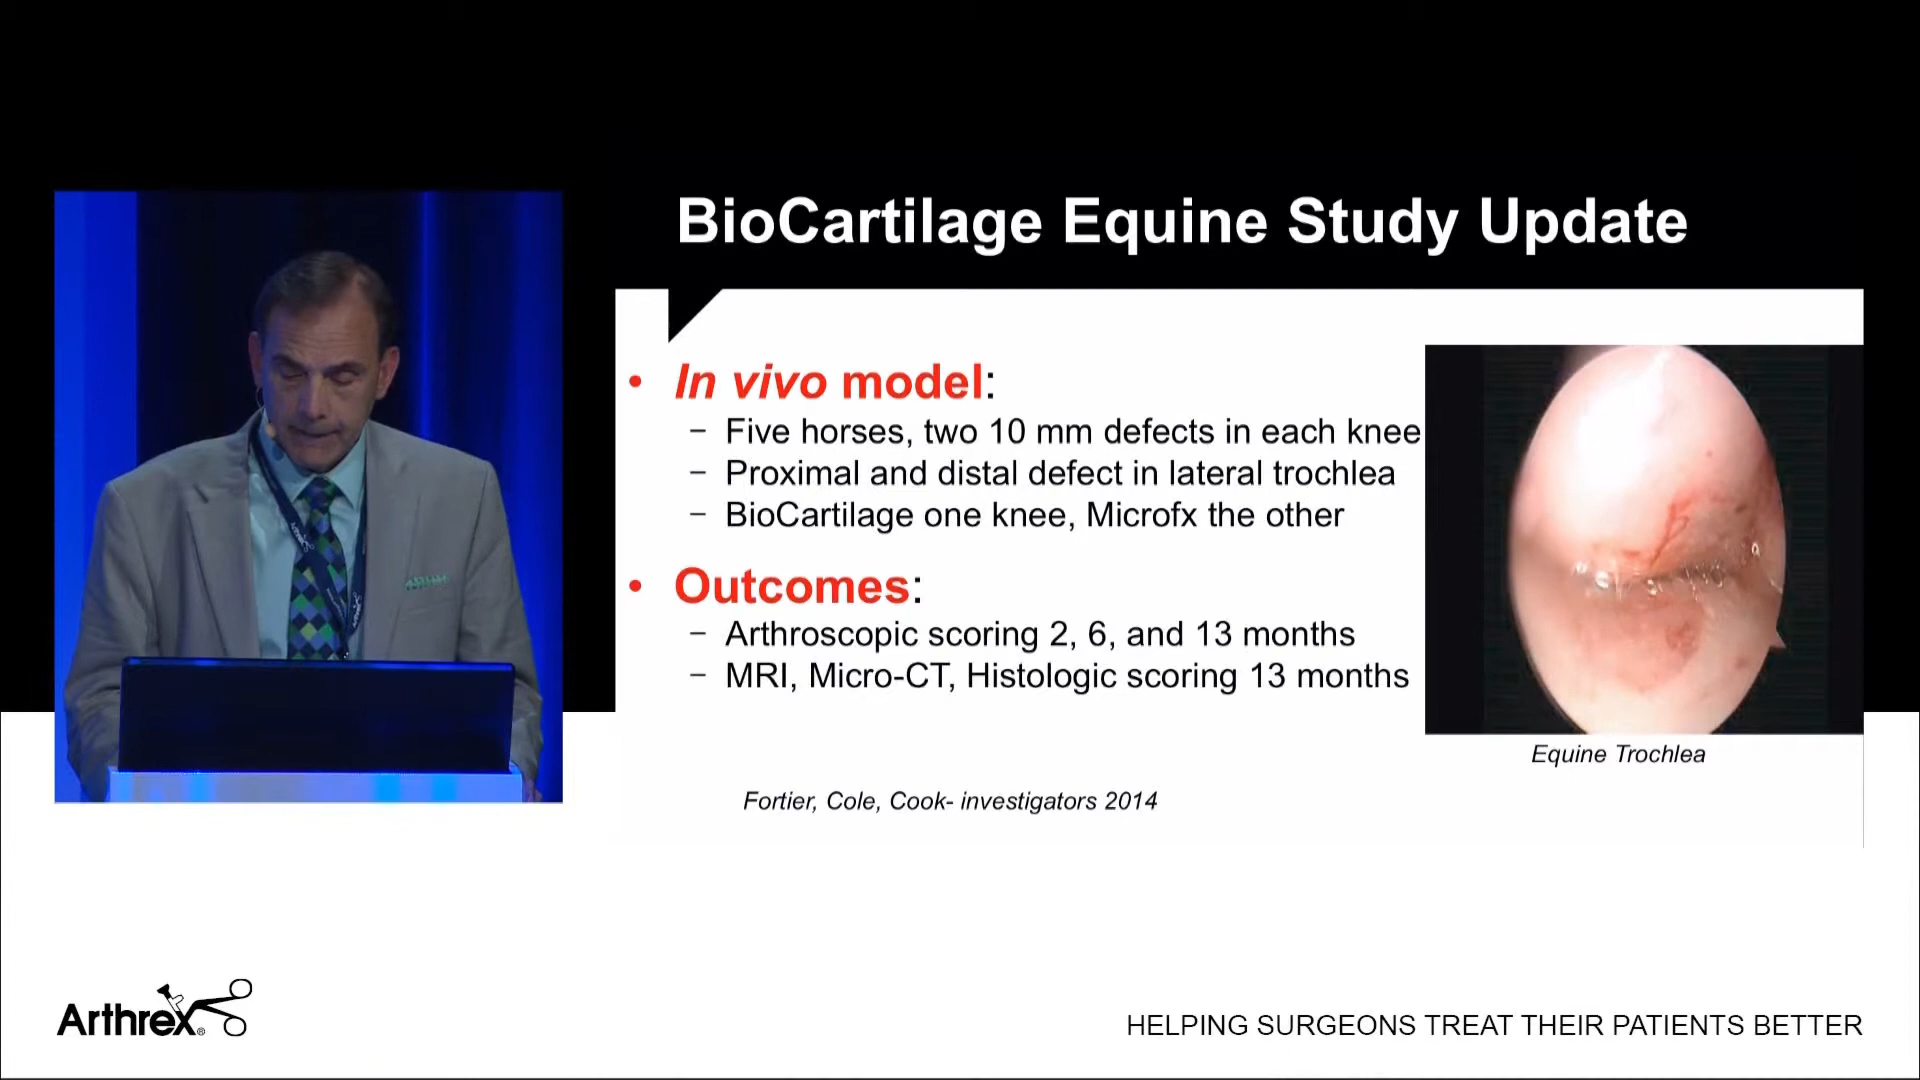 BioCartilage Equine Study Update
• In vivo model:
– Five horses, two 10 mm defects in each knee
– Proximal and distal defect in lateral trochlea
– BioCartilage one knee, Microfx the other
• Outcomes:
– Arthroscopic scoring 2, 6, and 13 months
– MRI, Micro-CT, Histologic scoring 13 months
Equine Trochlea
Fortier, Cole, Cook- investigators 2014
Arthrex®
HELPING SURGEONS TREAT THEIR PATIENTS BETTER